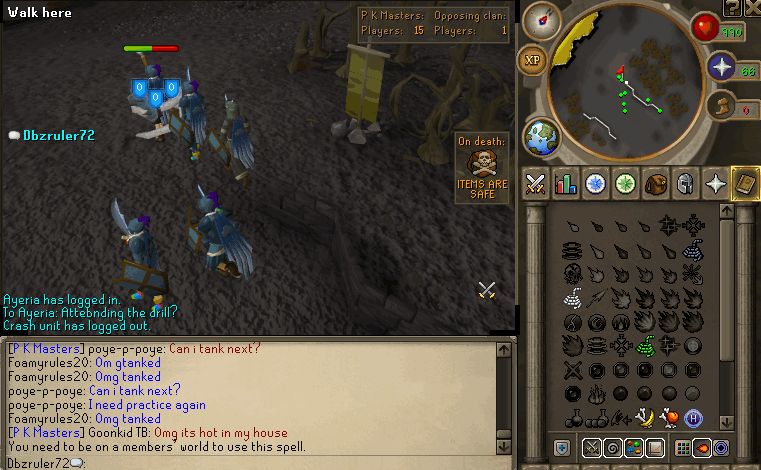 Walk here
P K Masters: Opposing clan:
Players: 15 Players: 1
XP
990
66
0 0
0
Dbzruler72
On death:
ITEMS ARE
SAFE
Ayeria has logged in.
To Ayeria: Attebnding the drill?
Crash unit has logged out.
[P K Masters] poye-p-poye: Can i tank next?
Foamyrules20: Om gtanked
Foamyrules20: Omg tanked
poye-p-poye: Can i tank next?
poye-p-poye: I need practice again
Foamyrules20: Omg tanked
[P K Masters] Goonkid TB: Omg its hot in my house
You need to be on a members' world to use this spell.
Dbzruler72:
H